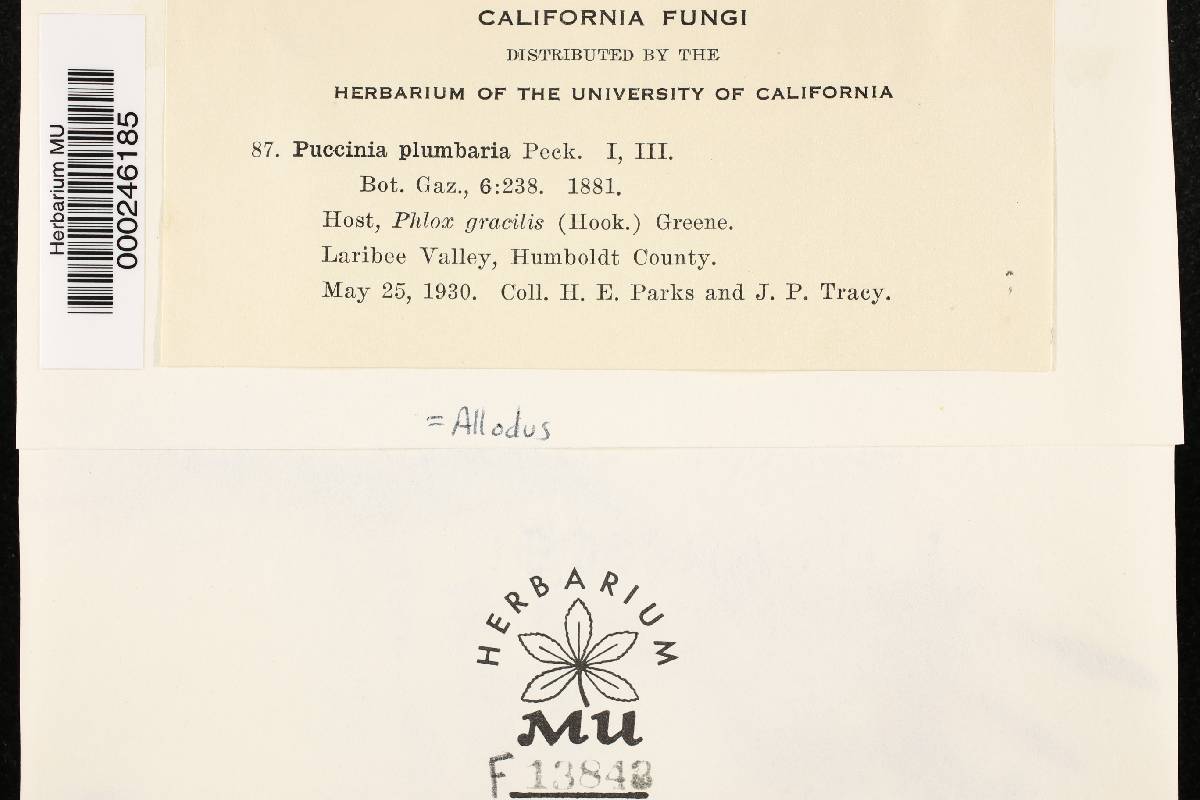 CALIFORNIA FUNGI
DISTRIBUTED BY THE
HERBARIUM OF THE UNIVERSITY OF CALIFORNIA
87. Puccinia plumbaria Peck. I, III.
Bot. Gaz., 6:238. 1881.
Host, Phlox gracilis (Hook.) Greene.
Laribee Valley, Humboldt County.
May 25, 1930. Coll. H. E. Parks and J. P. Tracy.
Herbarium MU
000246185
= Allodus
HERBARIUM
MU
F